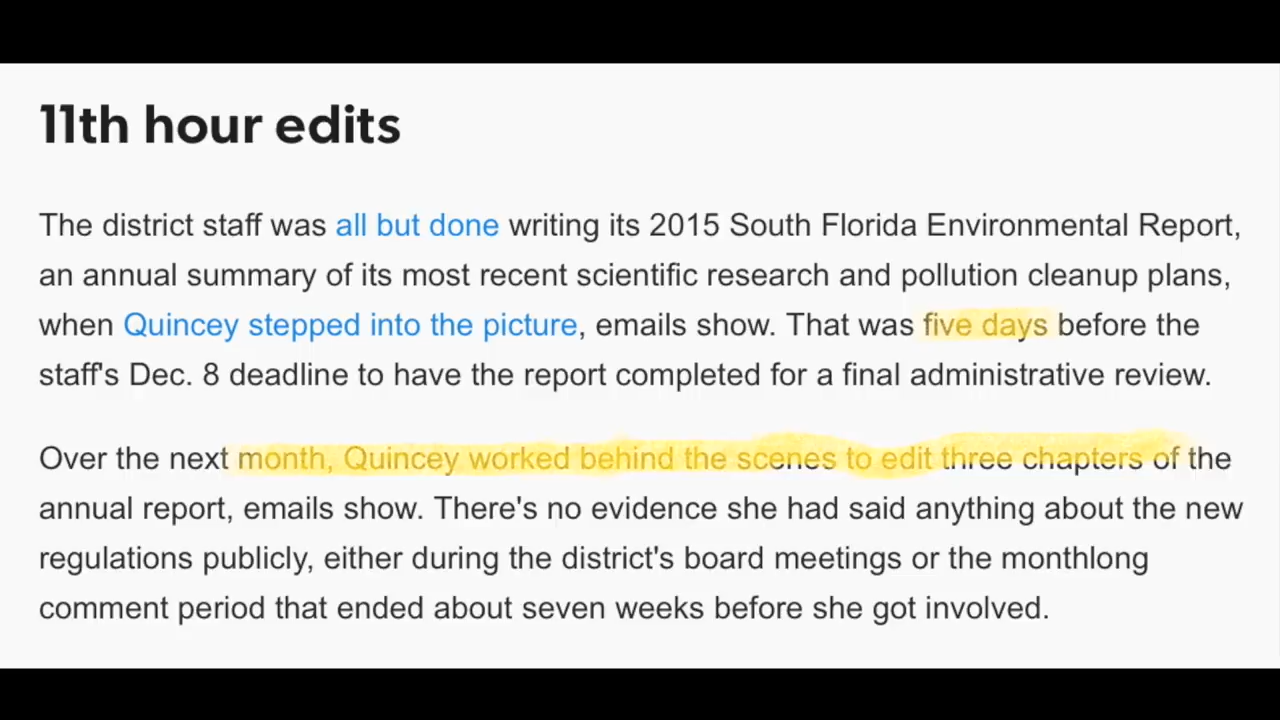 11th hour edits
The district staff was all but done writing its 2015 South Florida Environmental Report,
an annual summary of its most recent scientific research and pollution cleanup plans,
when Quincey stepped into the picture, emails show. That was five days before the
staff's Dec. 8 deadline to have the report completed for a final administrative review.
Over the next month, Quincey worked behind the scenes to edit three chapters of the
annual report, emails show. There's no evidence she had said anything about the new
regulations publicly, either during the district's board meetings or the monthlong
comment period that ended about seven weeks before she got involved.